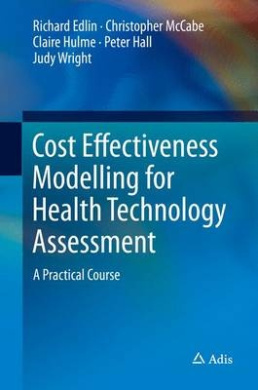 Richard Edlin · Christopher McCabe
Claire Hulme · Peter Hall
Judy Wright
Cost Effectiveness
Modelling for
Health Technology
Assessment
A Practical Course
Adis